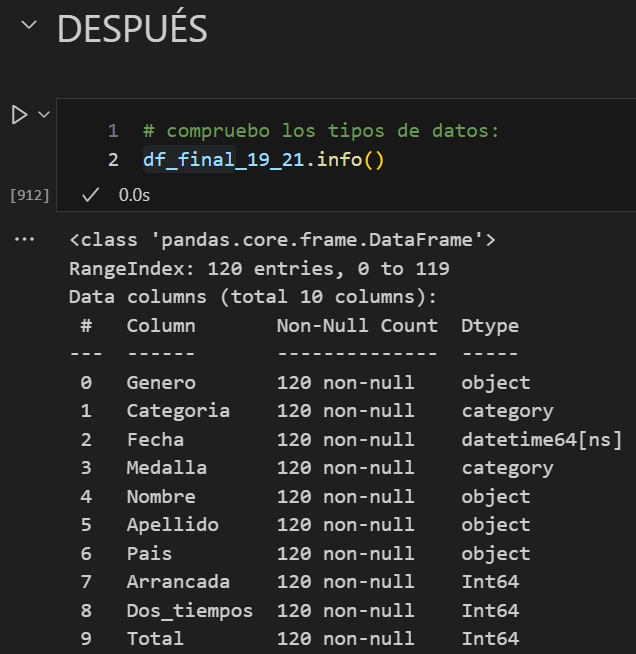 DESPUÉS
1 # compruebo los tipos de datos:
2 df_final_19_21.info()
[912] 0.0s
<class 'pandas.core.frame.DataFrame'>
RangeIndex: 120 entries, 0 to 119
Data columns (total 10 columns):
 #   Column       Non-Null Count  Dtype
---  ------       --------------  -----
 0   Genero       120 non-null    object
 1   Categoria    120 non-null    category
 2   Fecha        120 non-null    datetime64[ns]
 3   Medalla      120 non-null    category
 4   Nombre       120 non-null    object
 5   Apellido     120 non-null    object
 6   Pais         120 non-null    object
 7   Arrancada    120 non-null    Int64
 8   Dos_tiempos  120 non-null    Int64
 9   Total        120 non-null    Int64